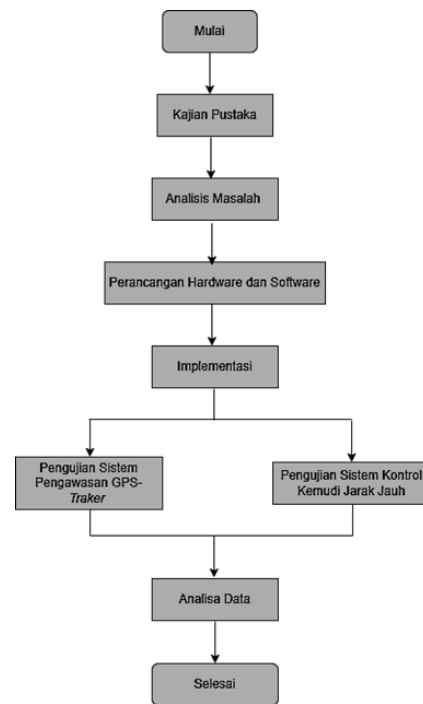 Mulai
Kajian Pustaka
Analisis Masalah
Perancangan Hardware dan Software
Implementasi
Pengujian Sistem
Pengawasan GPS-
Traker
Pengujian Sistem Kontrol
Kemudi Jarak Jauh
Analisa Data
Selesai